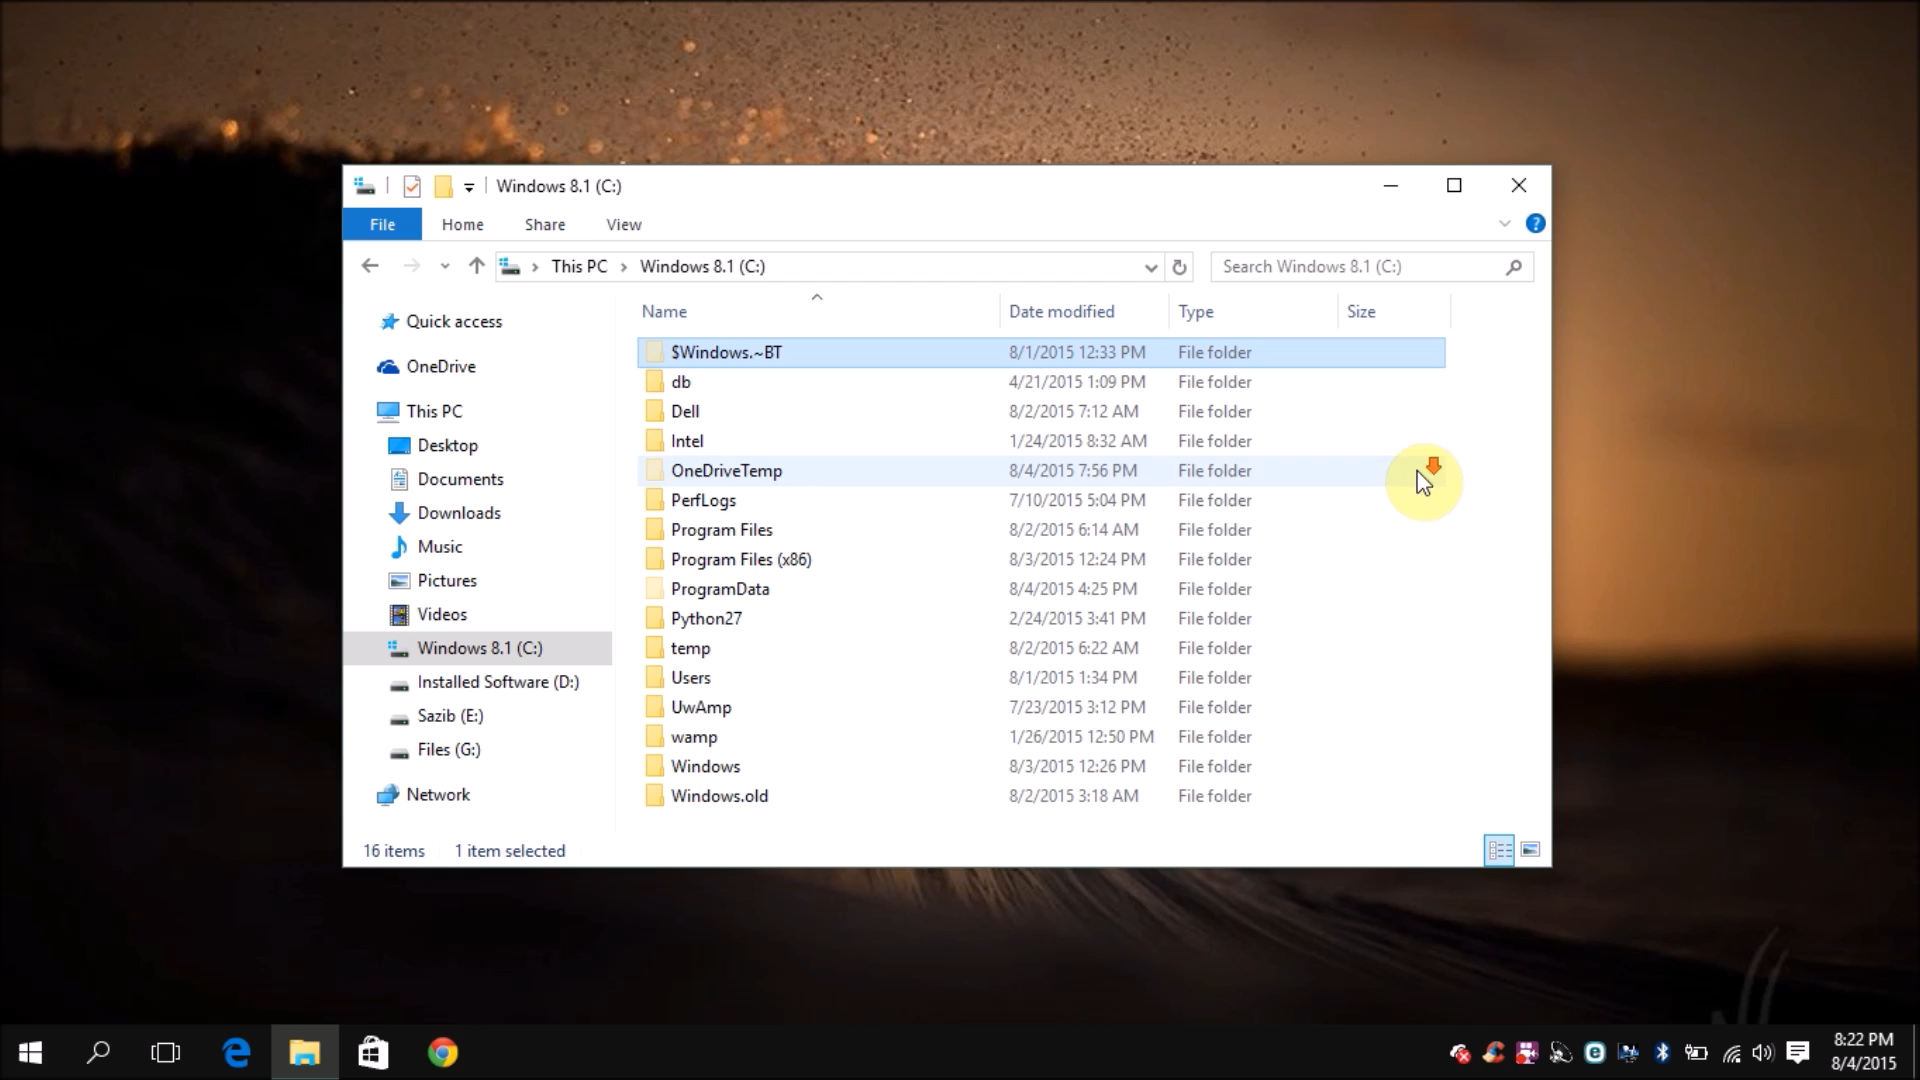 Windows 8.1 (C:)
File Home Share View
This PC Windows 8.1 (C:) Search Windows 8.1 (C:)
Name Date modified Type Size
Quick access
OneDrive
This PC
Desktop
Documents
Downloads
Music
Pictures
Videos
Windows 8.1 (C:)
Installed Software (D:)
Sazib (E:)
Files (G:)
Network
$Windows.~BT 8/1/2015 12:33 PM File folder
db 4/21/2015 1:09 PM File folder
Dell 8/2/2015 7:12 AM File folder
Intel 1/24/2015 8:32 AM File folder
OneDriveTemp 8/4/2015 7:56 PM File folder
PerfLogs 7/10/2015 5:04 PM File folder
Program Files 8/2/2015 6:14 AM File folder
Program Files (x86) 8/3/2015 12:24 PM File folder
ProgramData 8/4/2015 4:25 PM File folder
Python27 2/24/2015 3:41 PM File folder
temp 8/2/2015 6:22 AM File folder
Users 8/1/2015 1:34 PM File folder
UwAmp 7/23/2015 3:12 PM File folder
wamp 1/26/2015 12:50 PM File folder
Windows 8/3/2015 12:26 PM File folder
Windows.old 8/2/2015 3:18 AM File folder
16 items 1 item selected
8:22 PM
8/4/2015